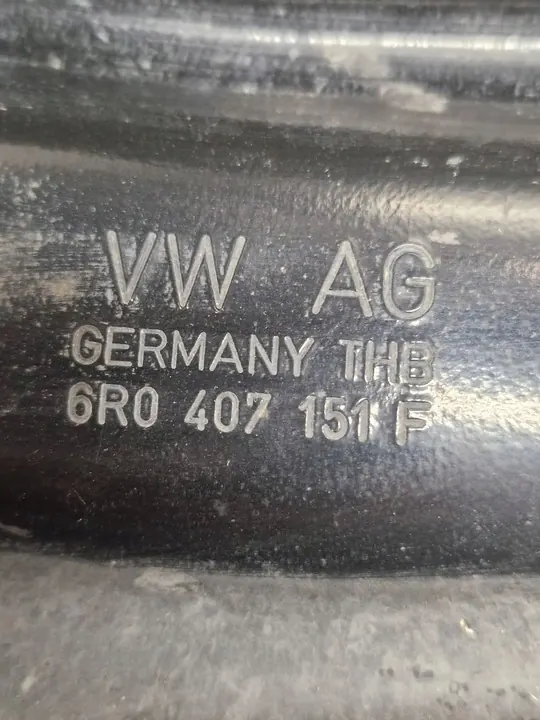 VW AG
GERMANY THB
6R0 407 151 F